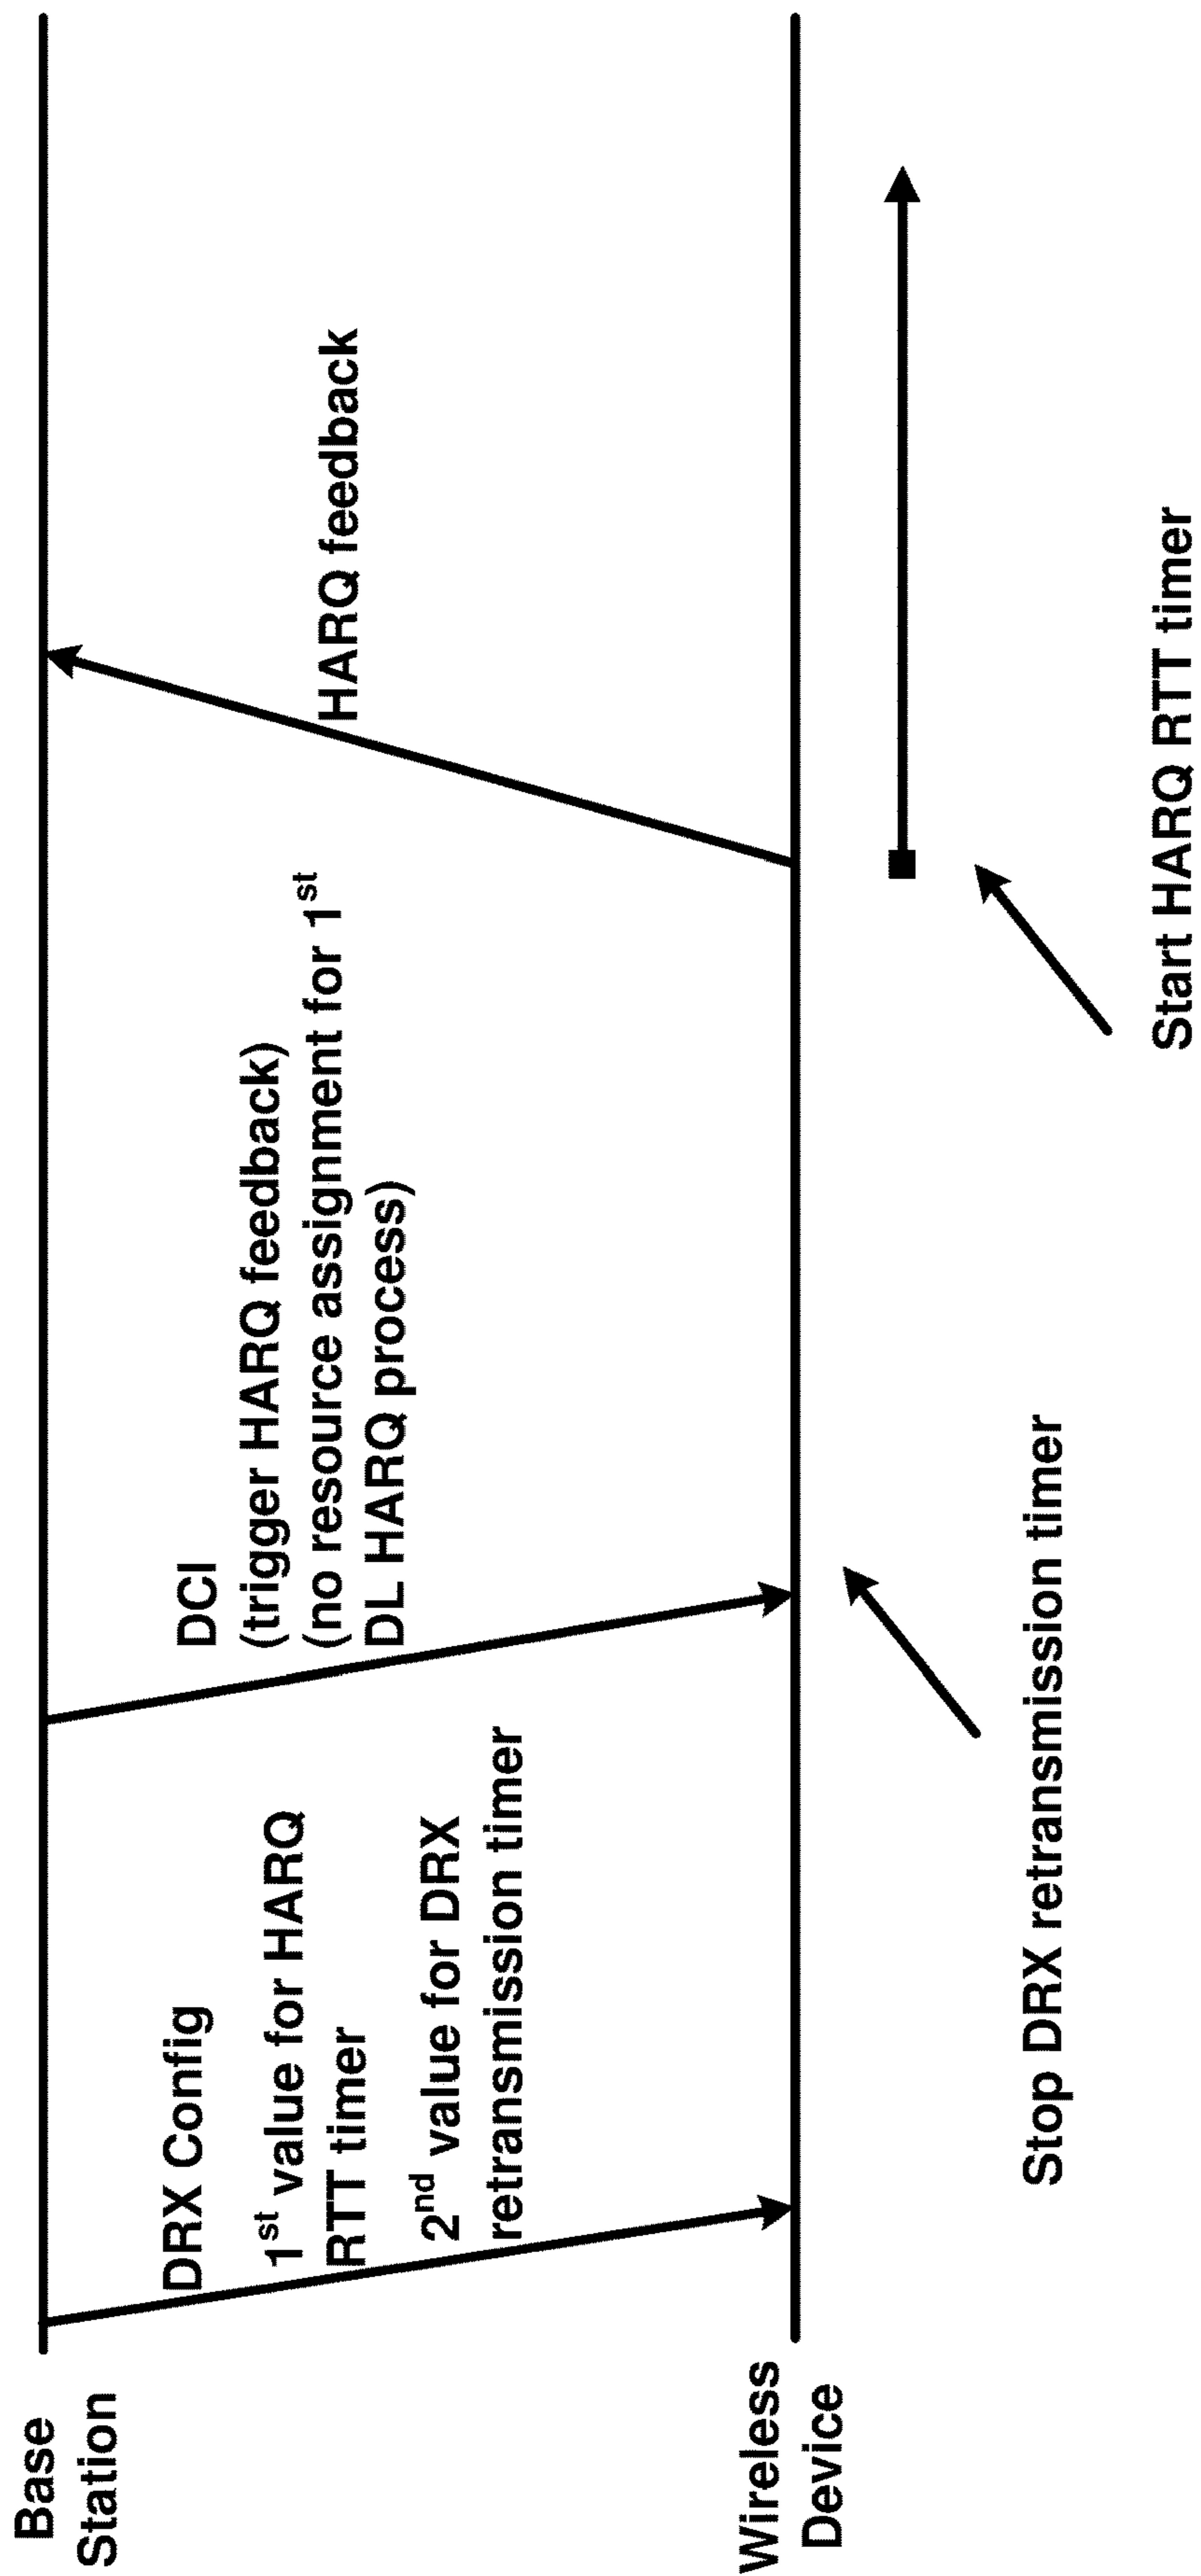 Base
Station
DRX Config
1st value for HARQ
RTT timer
2nd value for DRX
retransmission timer
DCI
(trigger HARQ feedback)
(no resource assignment for 1st
DL HARQ process)
HARQ feedback
Wireless
Device
Stop DRX retransmission timer
Start HARQ RTT timer